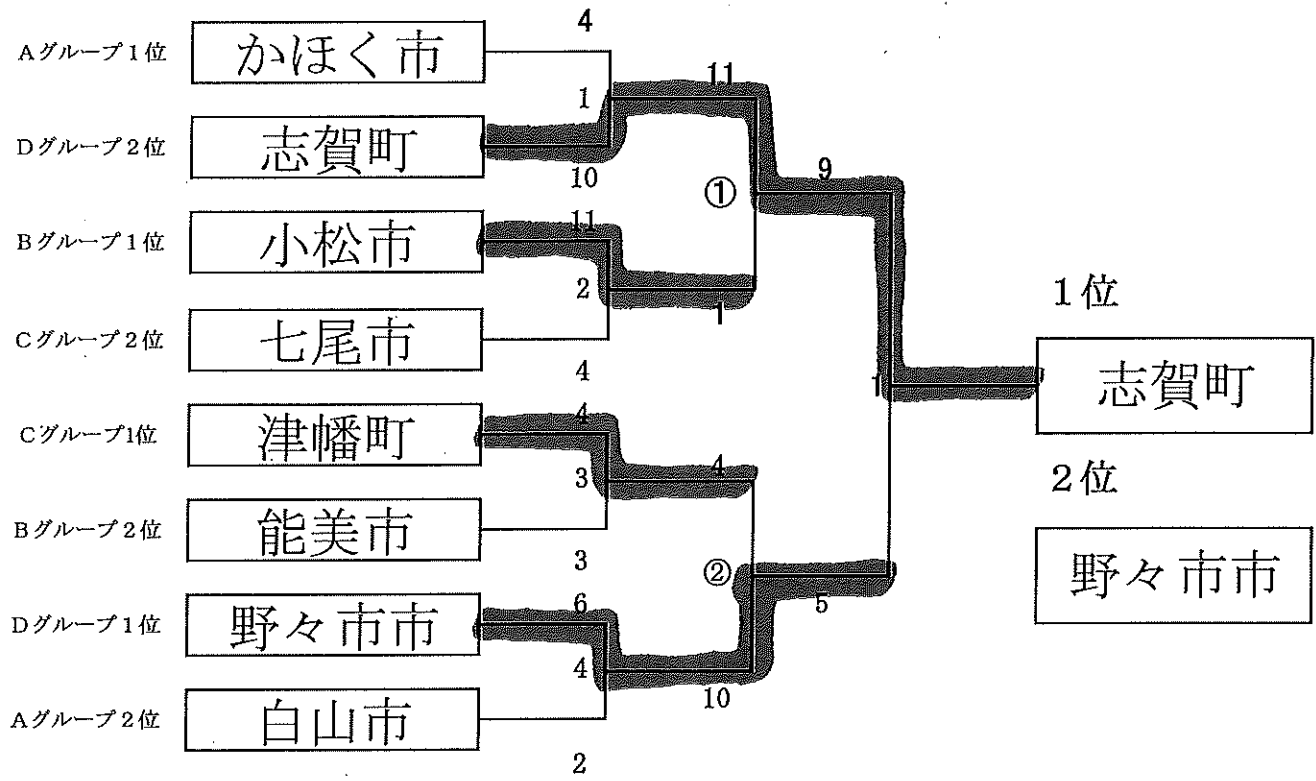 4
Aグループ1位
かほく市
11
1
Dグループ2位
志賀町
10
①
9
Bグループ1位
小松市
11
2
1
Cグループ2位
七尾市
4
1位
1
志賀町
Cグループ1位
津幡町
4
3
4
2位
Bグループ2位
能美市
3
②
5
野々市市
Dグループ1位
野々市市
6
4
10
Aグループ2位
白山市
2